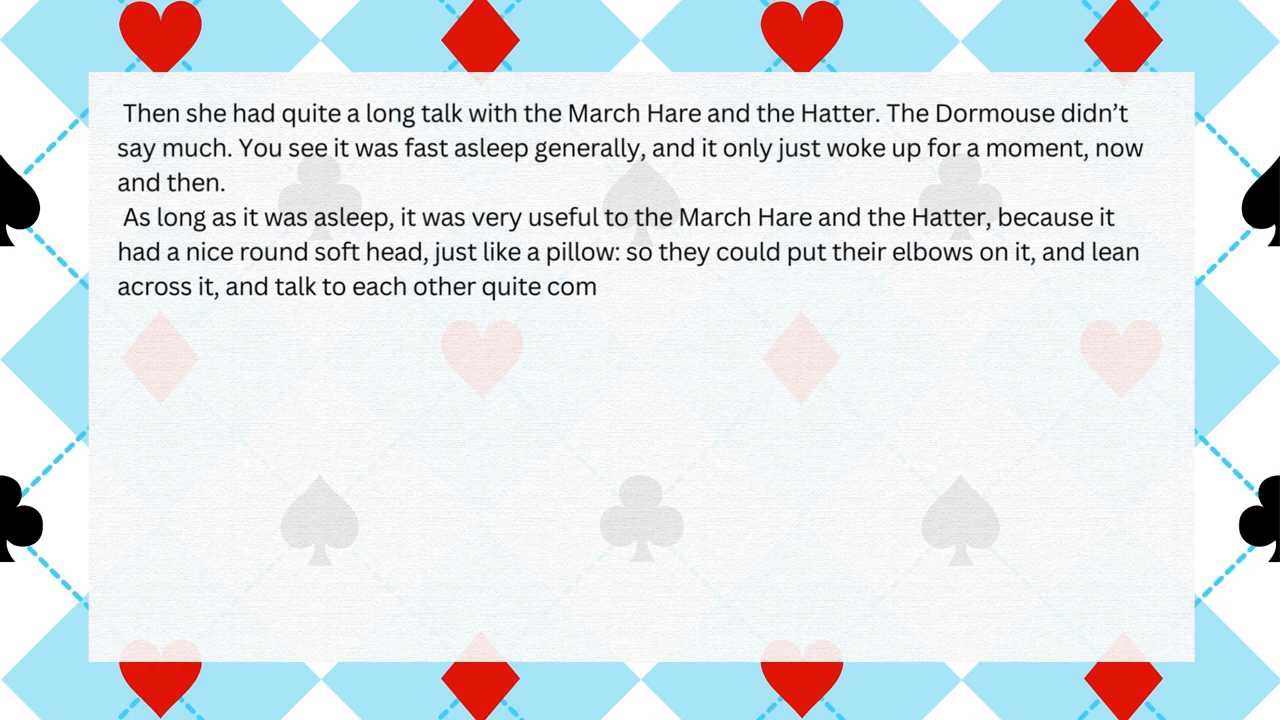 Then she had quite a long talk with the March Hare and the Hatter. The Dormouse didn’t
say much. You see it was fast asleep generally, and it only just woke up for a moment, now
and then.
As long as it was asleep, it was very useful to the March Hare and the Hatter, because it
had a nice round soft head, just like a pillow: so they could put their elbows on it, and lean
across it, and talk to each other quite com